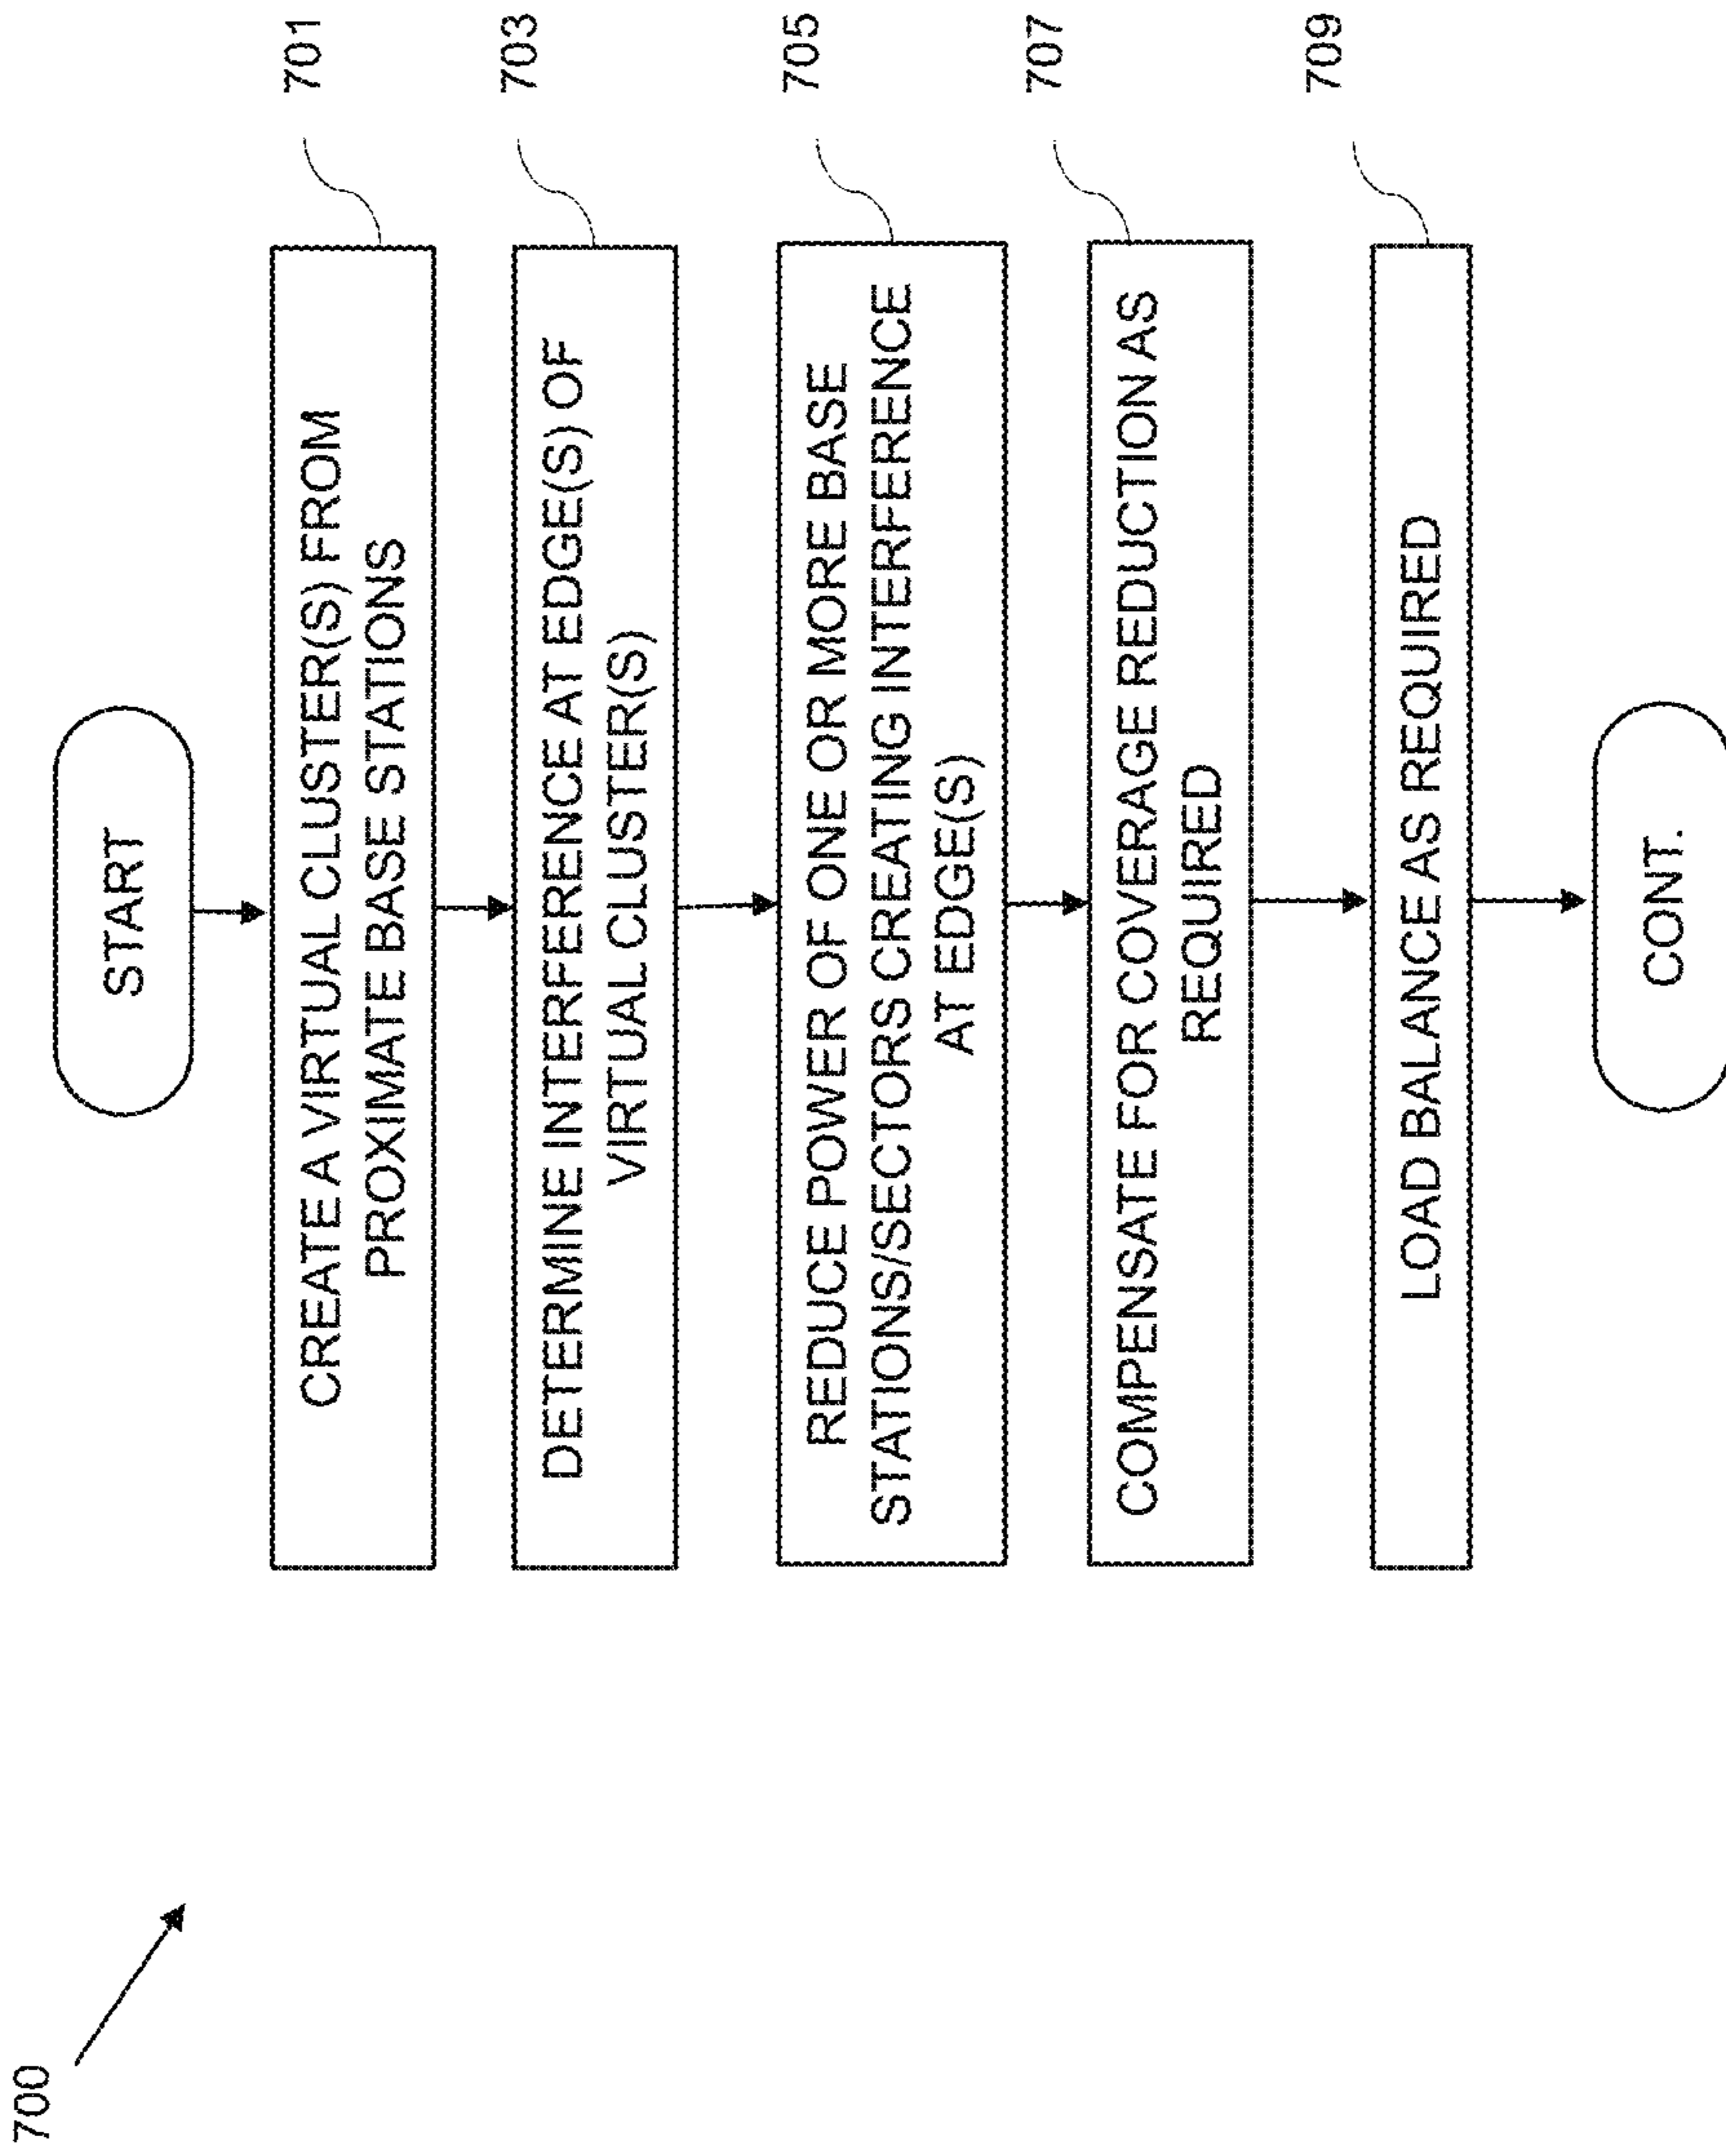 700
START
CREATE A VIRTUAL CLUSTER(S) FROM
PROXIMATE BASE STATIONS
701
DETERMINE INTERFERENCE AT EDGE(S) OF
VIRTUAL CLUSTER(S)
703
REDUCE POWER OF ONE OR MORE BASE
STATIONS/SECTORS CREATING INTERFERENCE
AT EDGE(S)
705
COMPENSATE FOR COVERAGE REDUCTION AS
REQUIRED
707
LOAD BALANCE AS REQUIRED
709
CONT.